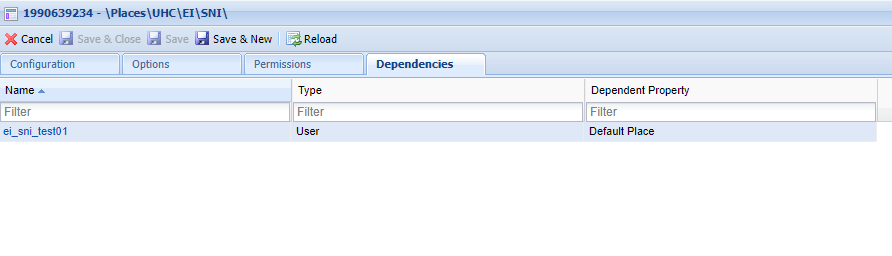 1990639234 - \Places\UHC\EI\SNI\
Cancel Save & Close Save Save & New Reload
Configuration Options Permissions Dependencies
Name Type Dependent Property
Filter Filter Filter
ei_sni_test01 User Default Place